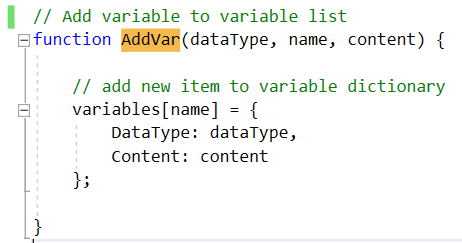 // Add variable to variable list
function AddVar(dataType, name, content) {
// add new item to variable dictionary
variables[name] = {
DataType: dataType,
Content: content
};
}